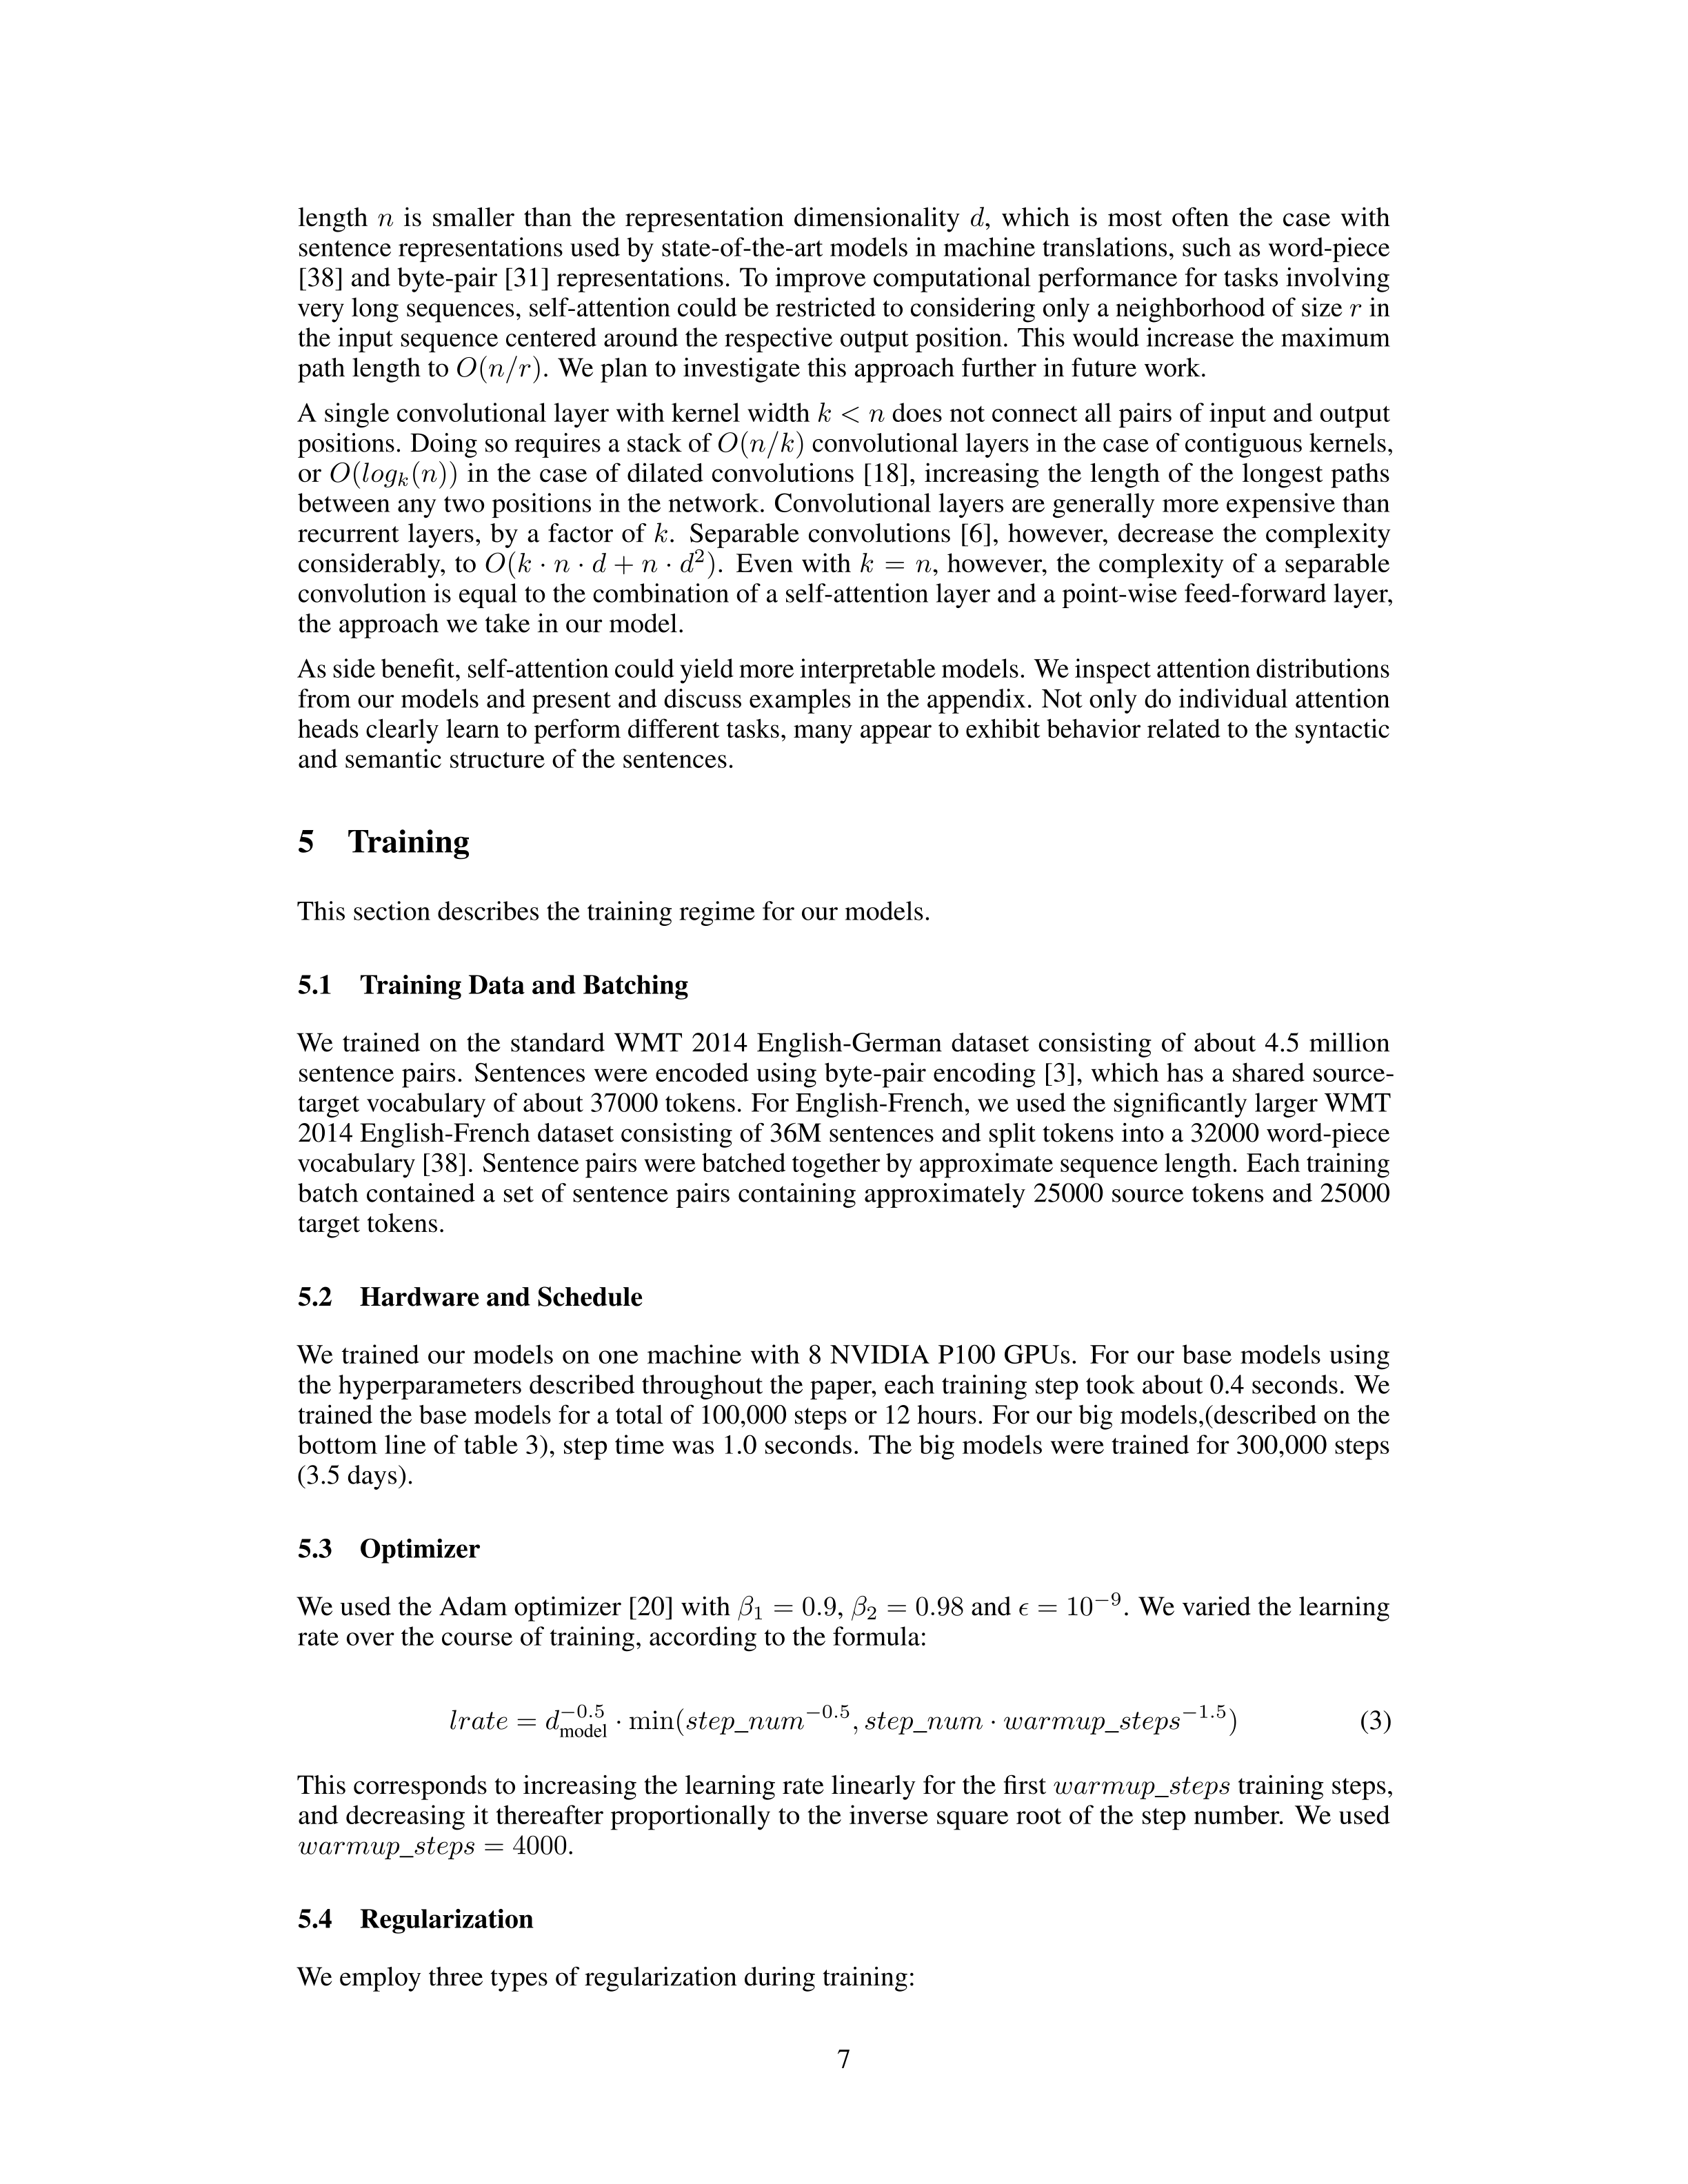 length n is smaller than the representation dimensionality d, which is most often the case with
sentence representations used by state-of-the-art models in machine translations, such as word-piece
[38] and byte-pair [31] representations. To improve computational performance for tasks involving
very long sequences, self-attention could be restricted to considering only a neighborhood of size r in
the input sequence centered around the respective output position. This would increase the maximum
path length to O(n/r). We plan to investigate this approach further in future work.
A single convolutional layer with kernel width k < n does not connect all pairs of input and output
positions. Doing so requires a stack of O(n/k) convolutional layers in the case of contiguous kernels,
or O(logₖ(n)) in the case of dilated convolutions [18], increasing the length of the longest paths
between any two positions in the network. Convolutional layers are generally more expensive than
recurrent layers, by a factor of k. Separable convolutions [6], however, decrease the complexity
considerably, to O(k · n · d + n · d²). Even with k = n, however, the complexity of a separable
convolution is equal to the combination of a self-attention layer and a point-wise feed-forward layer,
the approach we take in our model.
As side benefit, self-attention could yield more interpretable models. We inspect attention distributions
from our models and present and discuss examples in the appendix. Not only do individual attention
heads clearly learn to perform different tasks, many appear to exhibit behavior related to the syntactic
and semantic structure of the sentences.
5 Training
This section describes the training regime for our models.
5.1 Training Data and Batching
We trained on the standard WMT 2014 English-German dataset consisting of about 4.5 million
sentence pairs. Sentences were encoded using byte-pair encoding [3], which has a shared source-
target vocabulary of about 37000 tokens. For English-French, we used the significantly larger WMT
2014 English-French dataset consisting of 36M sentences and split tokens into a 32000 word-piece
vocabulary [38]. Sentence pairs were batched together by approximate sequence length. Each training
batch contained a set of sentence pairs containing approximately 25000 source tokens and 25000
target tokens.
5.2 Hardware and Schedule
We trained our models on one machine with 8 NVIDIA P100 GPUs. For our base models using
the hyperparameters described throughout the paper, each training step took about 0.4 seconds. We
trained the base models for a total of 100,000 steps or 12 hours. For our big models,(described on the
bottom line of table 3), step time was 1.0 seconds. The big models were trained for 300,000 steps
(3.5 days).
5.3 Optimizer
We used the Adam optimizer [20] with β₁ = 0.9, β₂ = 0.98 and ϵ = 10⁻⁹. We varied the learning
rate over the course of training, according to the formula:
lrate = d_model^−0.5 · min(step_num^−0.5, step_num · warmup_steps^−1.5) (3)
This corresponds to increasing the learning rate linearly for the first warmup_steps training steps,
and decreasing it thereafter proportionally to the inverse square root of the step number. We used
warmup_steps = 4000.
5.4 Regularization
We employ three types of regularization during training:
7